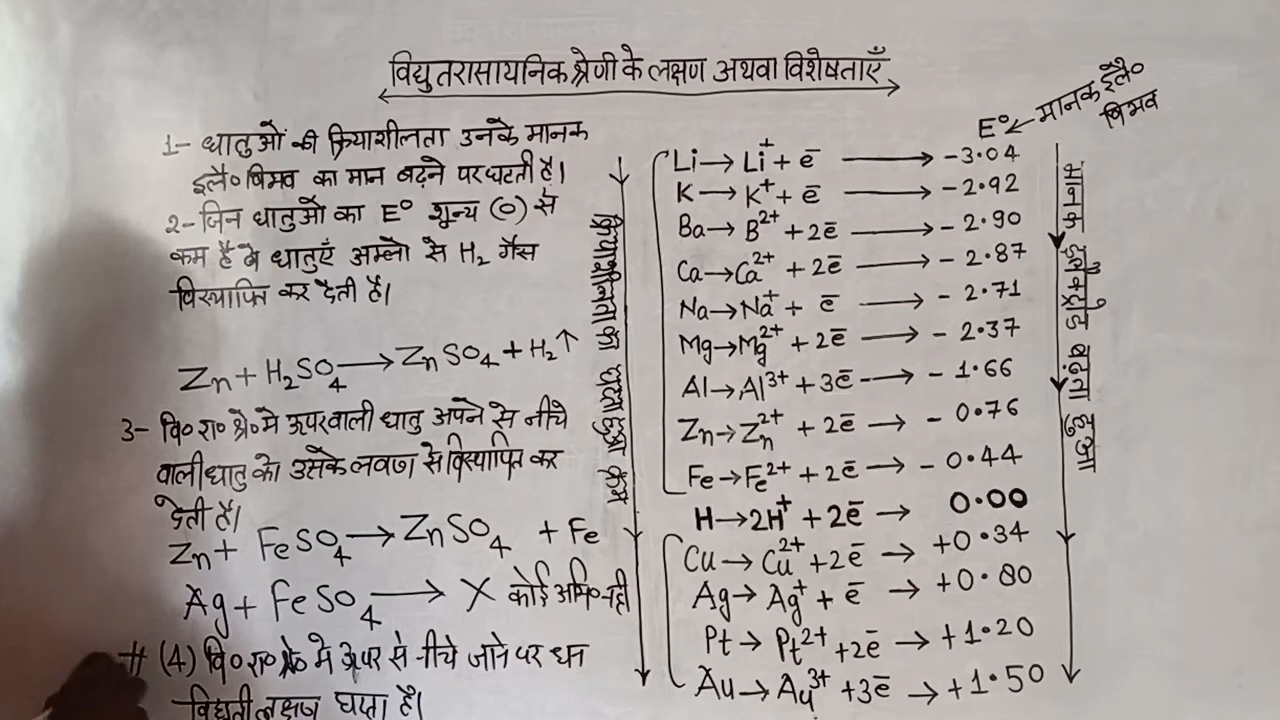 विद्युतरासायनिक श्रेणी के लक्षण अथवा विशेषताएँ
1- धातुओं की क्रियाशीलता उनके मानक
इलै० विभव का मान बढ़ने पर घटती है।
2- जिन धातुओं का E° शून्य (0) से
कम है वे धातुएँ अम्लो से H₂ गैस
विस्थापित कर देती है।
Zn + H₂SO₄ → ZnSO₄ + H₂↑
3- वि० रा० श्रे० मे ऊपर वाली धातु अपने से नीचे
वाली धातु को उसके लवण से विस्थापित कर
देती है।
Zn + FeSO₄ → ZnSO₄ + Fe
Ag + FeSO₄ → X कोई अभि० नही
# (4) वि० रा० श्रे० मे ऊपर से नीचे जाने पर धन
विद्युती लक्षण घटता है।
क्रियाशीलता का घटता हुआ क्रम
E° ← मानक इलै०
विभव
Li → Li⁺ + e̅ → -3.04
K → K⁺ + e̅ → -2.92
Ba → B²⁺ + 2e̅ → -2.90
Ca → Ca²⁺ + 2e̅ → -2.87
Na → Na⁺ + e̅ → -2.71
Mg → Mg²⁺ + 2e̅ → -2.37
Al → Al³⁺ + 3e̅ → -1.66
Zn → Zn²⁺ + 2e̅ → -0.76
Fe → Fe²⁺ + 2e̅ → -0.44
H → 2H⁺ + 2e̅ → 0.00
Cu → Cu²⁺ + 2e̅ → +0.34
Ag → Ag⁺ + e̅ → +0.80
Pt → Pt²⁺ + 2e̅ → +1.20
Au → Au³⁺ + 3e̅ → +1.50
मानक इलेक्ट्रोड बढ़ता हुआ